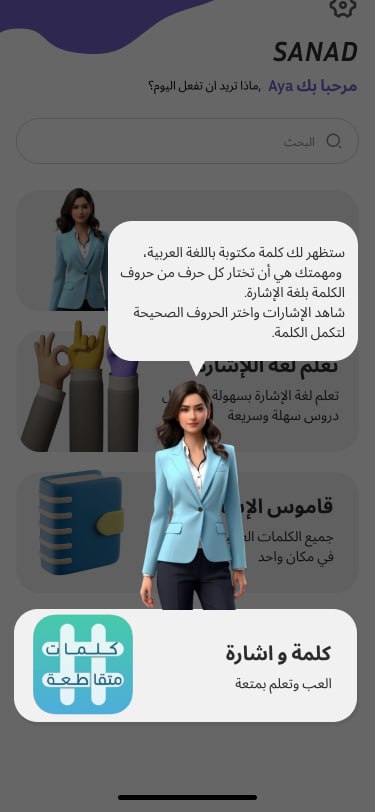 SANAD
مرحبا بك Aya ,ماذا تريد ان تفعل اليوم؟
البحث
ستظهر لك كلمة مكتوبة باللغة العربية،
ومهمتك هي أن تختار كل حرف من حروف
الكلمة بلغة الإشارة.
شاهد الإشارات واختر الحروف الصحيحة
لتكمل الكلمة.
تعلم لغة الإشارة
تعلم لغة الإشارة بسهولة
دروس سهلة وسريعة
قاموس
جميع الكلمات
في مكان واحد
كلمة و اشارة
العب وتعلم بمتعة
كلمات
متقاطعة